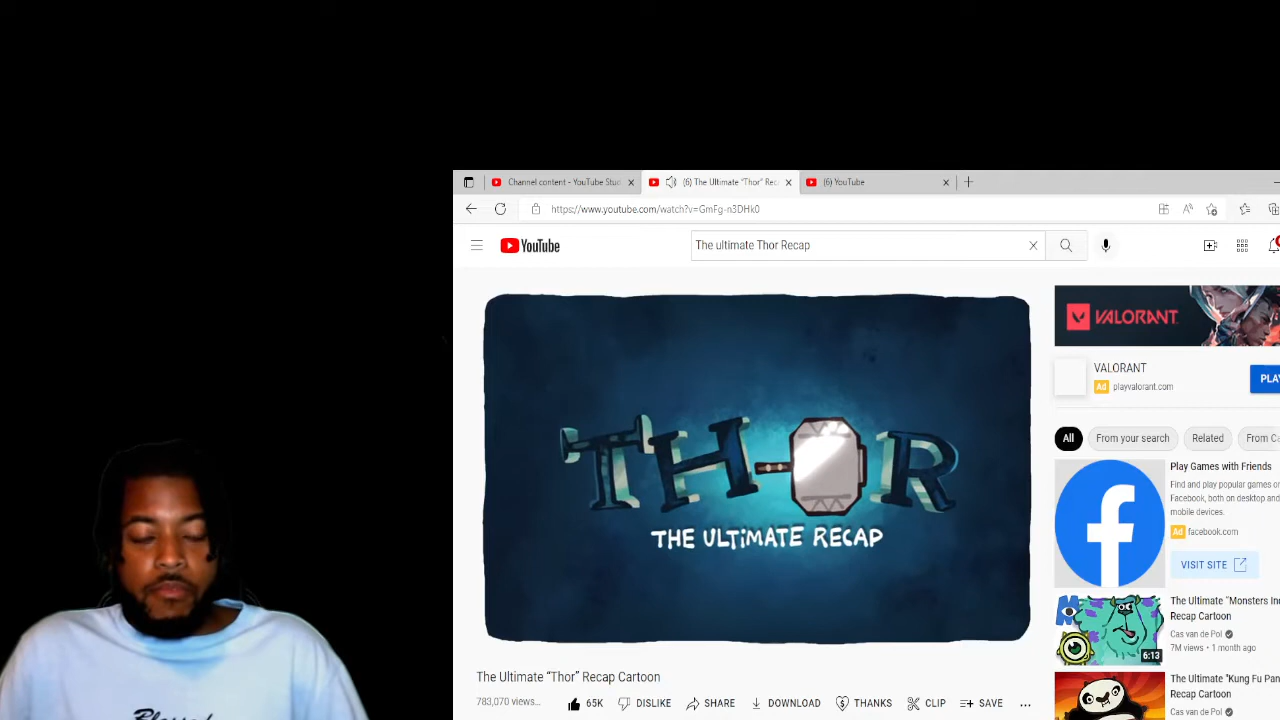 Channel content - YouTube Stud
(6) The Ultimate "Thor" Rec
(6) YouTube
https://www.youtube.com/watch?v=GmFg-n3DHk0
YouTube
The ultimate Thor Recap
THOR
THE ULTiMATE RECAP
VALORANT
VALORANT
Ad playvalorant.com
PLA
All
From your search
Related
From Ca
Play Games with Friends
Find and play popular games o
Facebook, both on desktop and
mobile devices.
Ad facebook.com
VISIT SITE
The Ultimate "Monsters Inc
Recap Cartoon
Cas van de Pol
7M views • 1 month ago
6:13
The Ultimate "Kung Fu Pan
Recap Cartoon
Cas van de Pol
The Ultimate “Thor” Recap Cartoon
783,070 views...
65K
DISLIKE
SHARE
DOWNLOAD
THANKS
CLIP
SAVE
Blessed